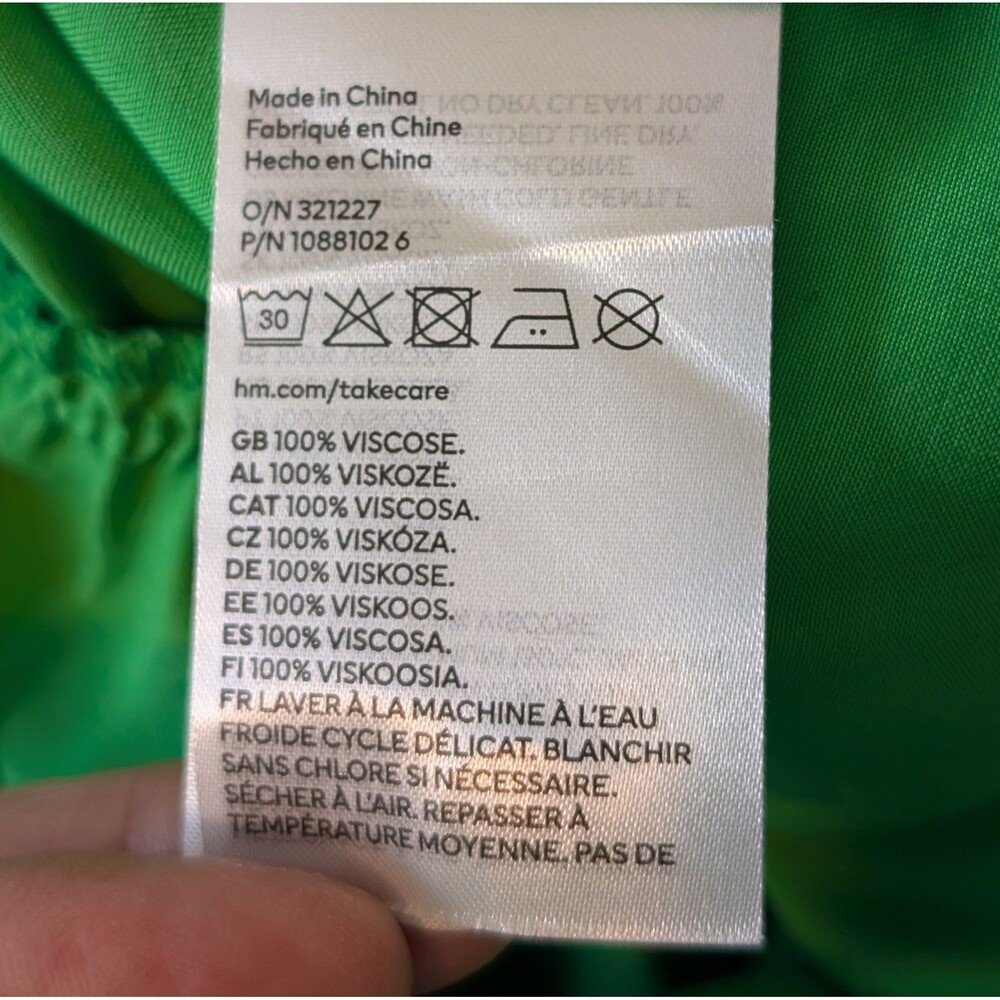 Made in China
Fabriqué en Chine
Hecho en China
O/N 321227
P/N 1088102 6
30
hm.com/takecare
GB 100% VISCOSE.
AL 100% VISKOZË.
CAT 100% VISCOSA.
CZ 100% VISKÓZA.
DE 100% VISKOSE.
EE 100% VISKOOS.
ES 100% VISCOSA.
FI 100% VISKOOSIA.
FR LAVER À LA MACHINE À L'EAU
FROIDE CYCLE DÉLICAT. BLANCHIR
SANS CHLORE SI NÉCESSAIRE.
SÉCHER À L'AIR. REPASSER À
TEMPÉRATURE MOYENNE. PAS DE